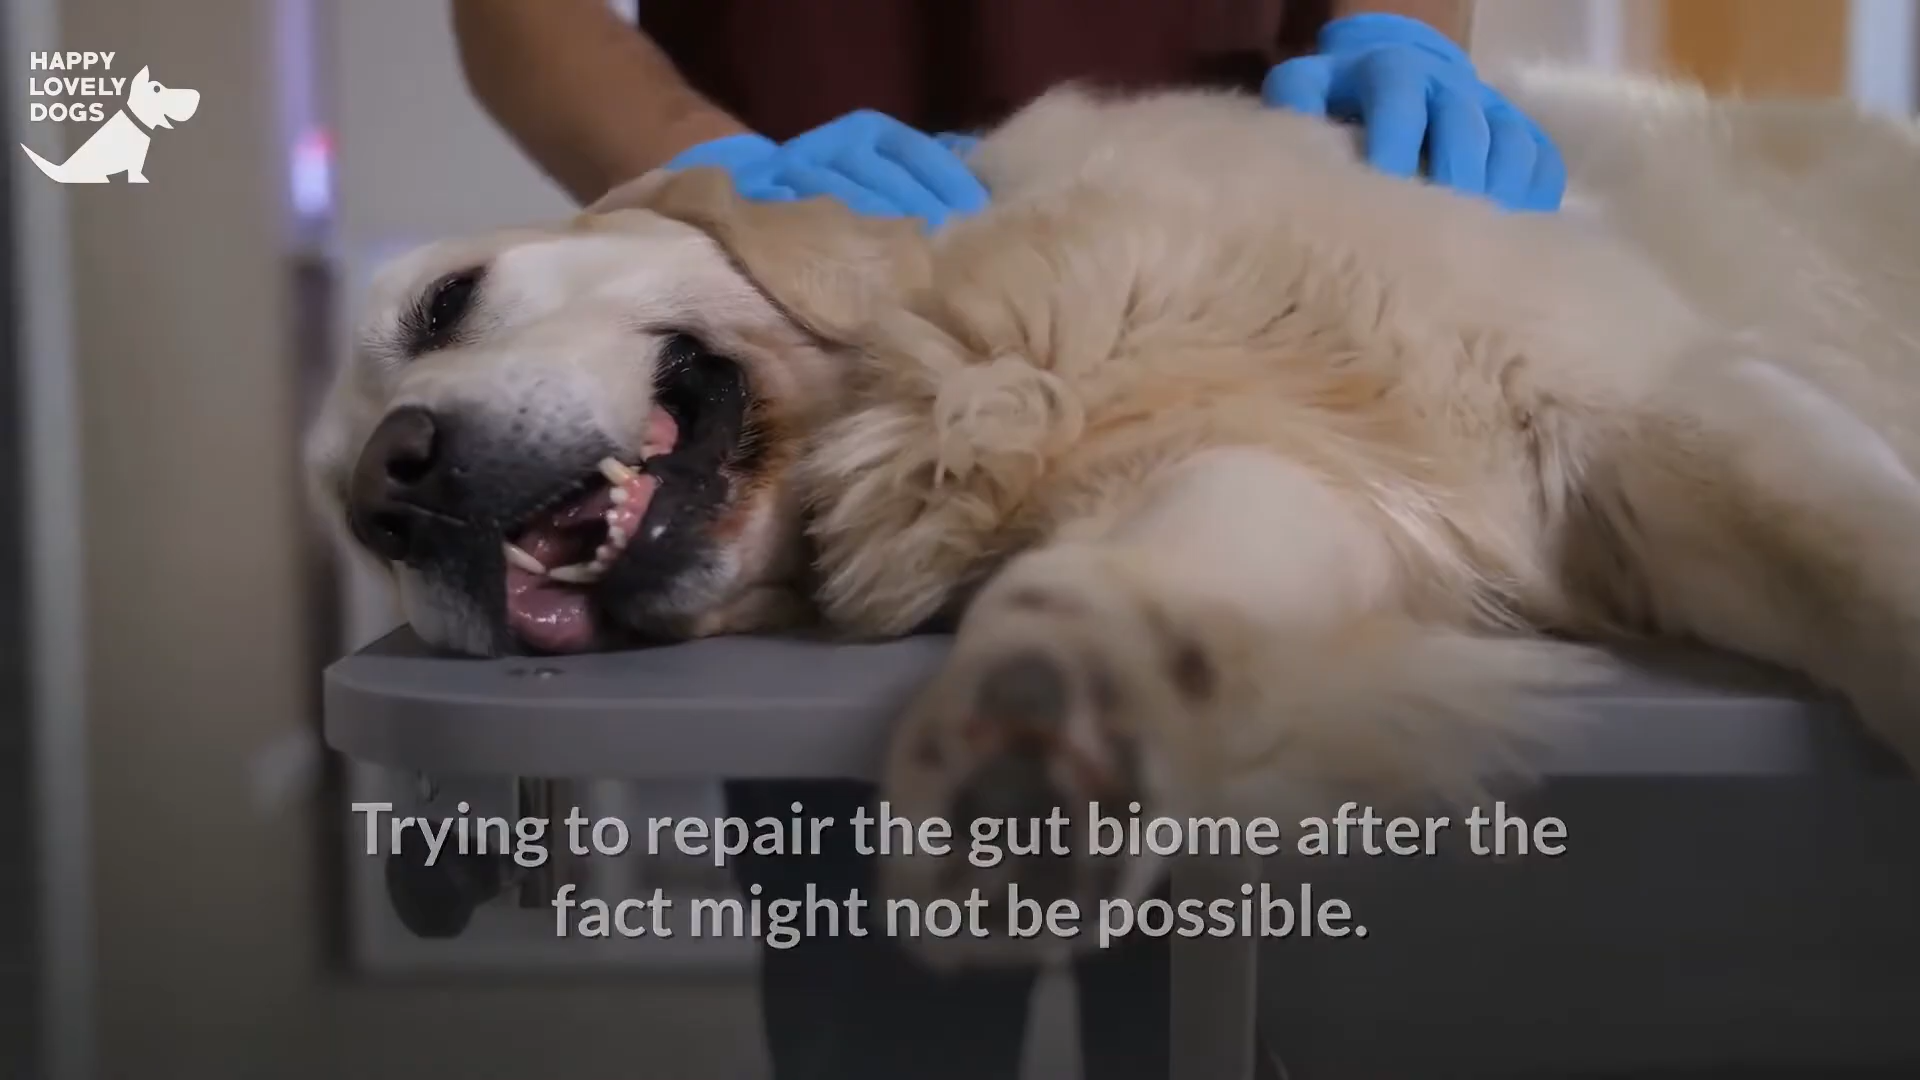 HAPPY
LOVELY
DOGS
Trying to repair the gut biome after the
fact might not be possible.